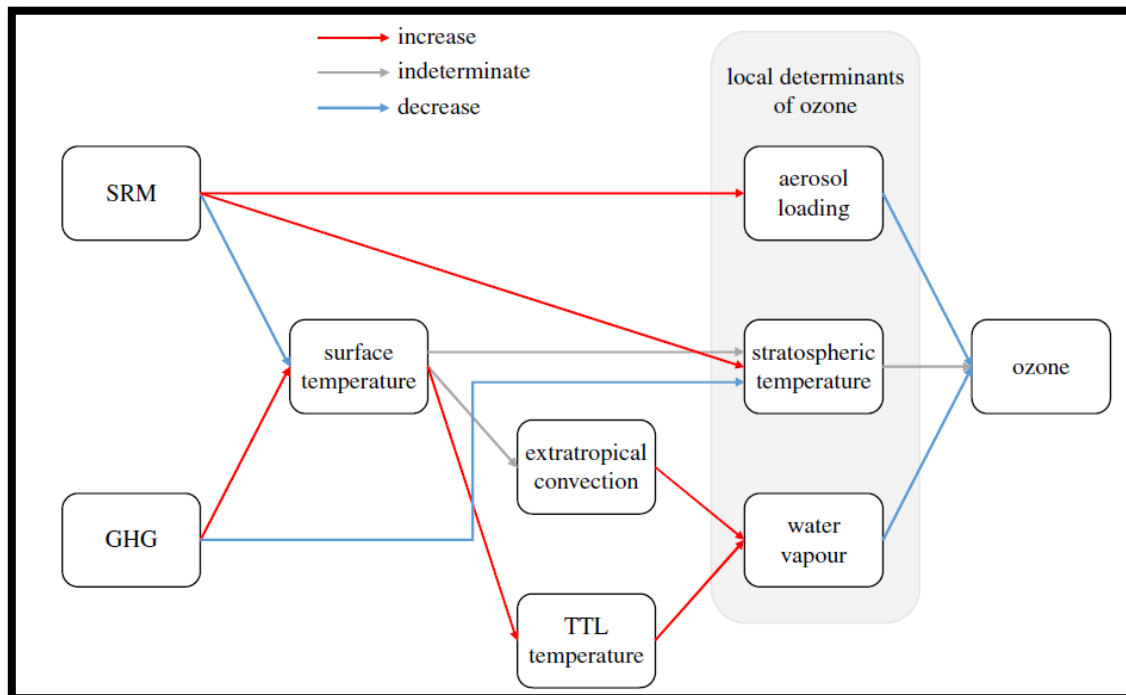 increase
indeterminate
decrease
local determinants
of ozone
SRM
aerosol
loading
surface
temperature
stratospheric
temperature
ozone
extratropical
convection
GHG
water
vapour
TTL
temperature